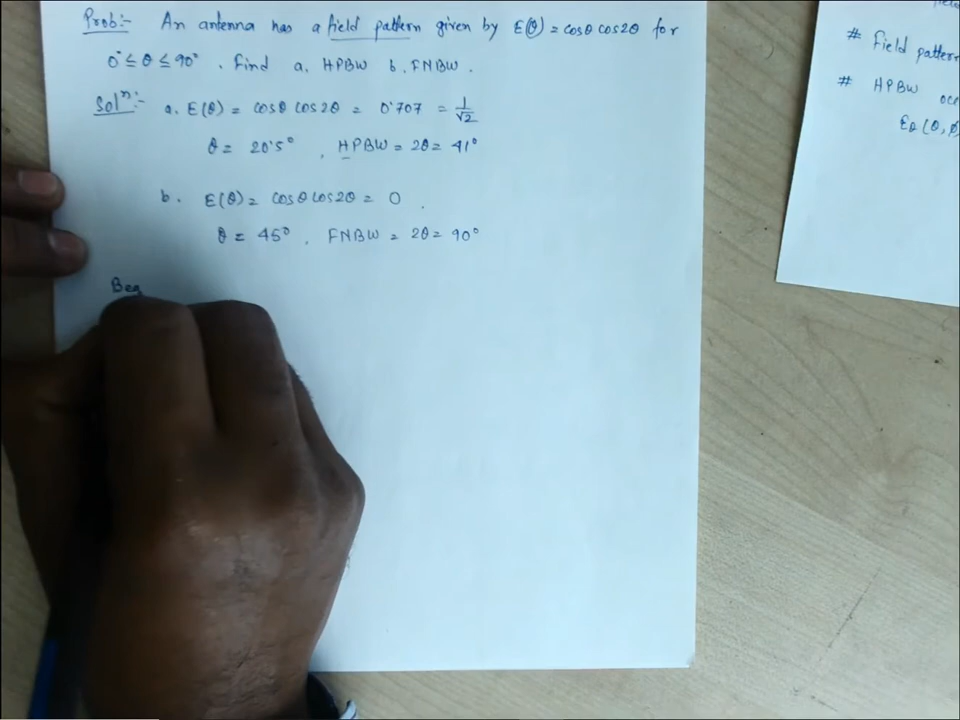 Prob:- An antenna has a field pattern given by E(θ) = cosθ cos2θ for
0° ≤ θ ≤ 90°. Find a. HPBW b. FNBW.
Solⁿ:- a. E(θ) = cosθ cos2θ = 0.707 = 1/√2
θ = 20.5°, HPBW = 2θ = 41°
b. E(θ) = cosθ cos2θ = 0.
θ = 45°, FNBW = 2θ = 90°
Bea
# Field pattern
# HPBW occ
Eθ(θ,φ